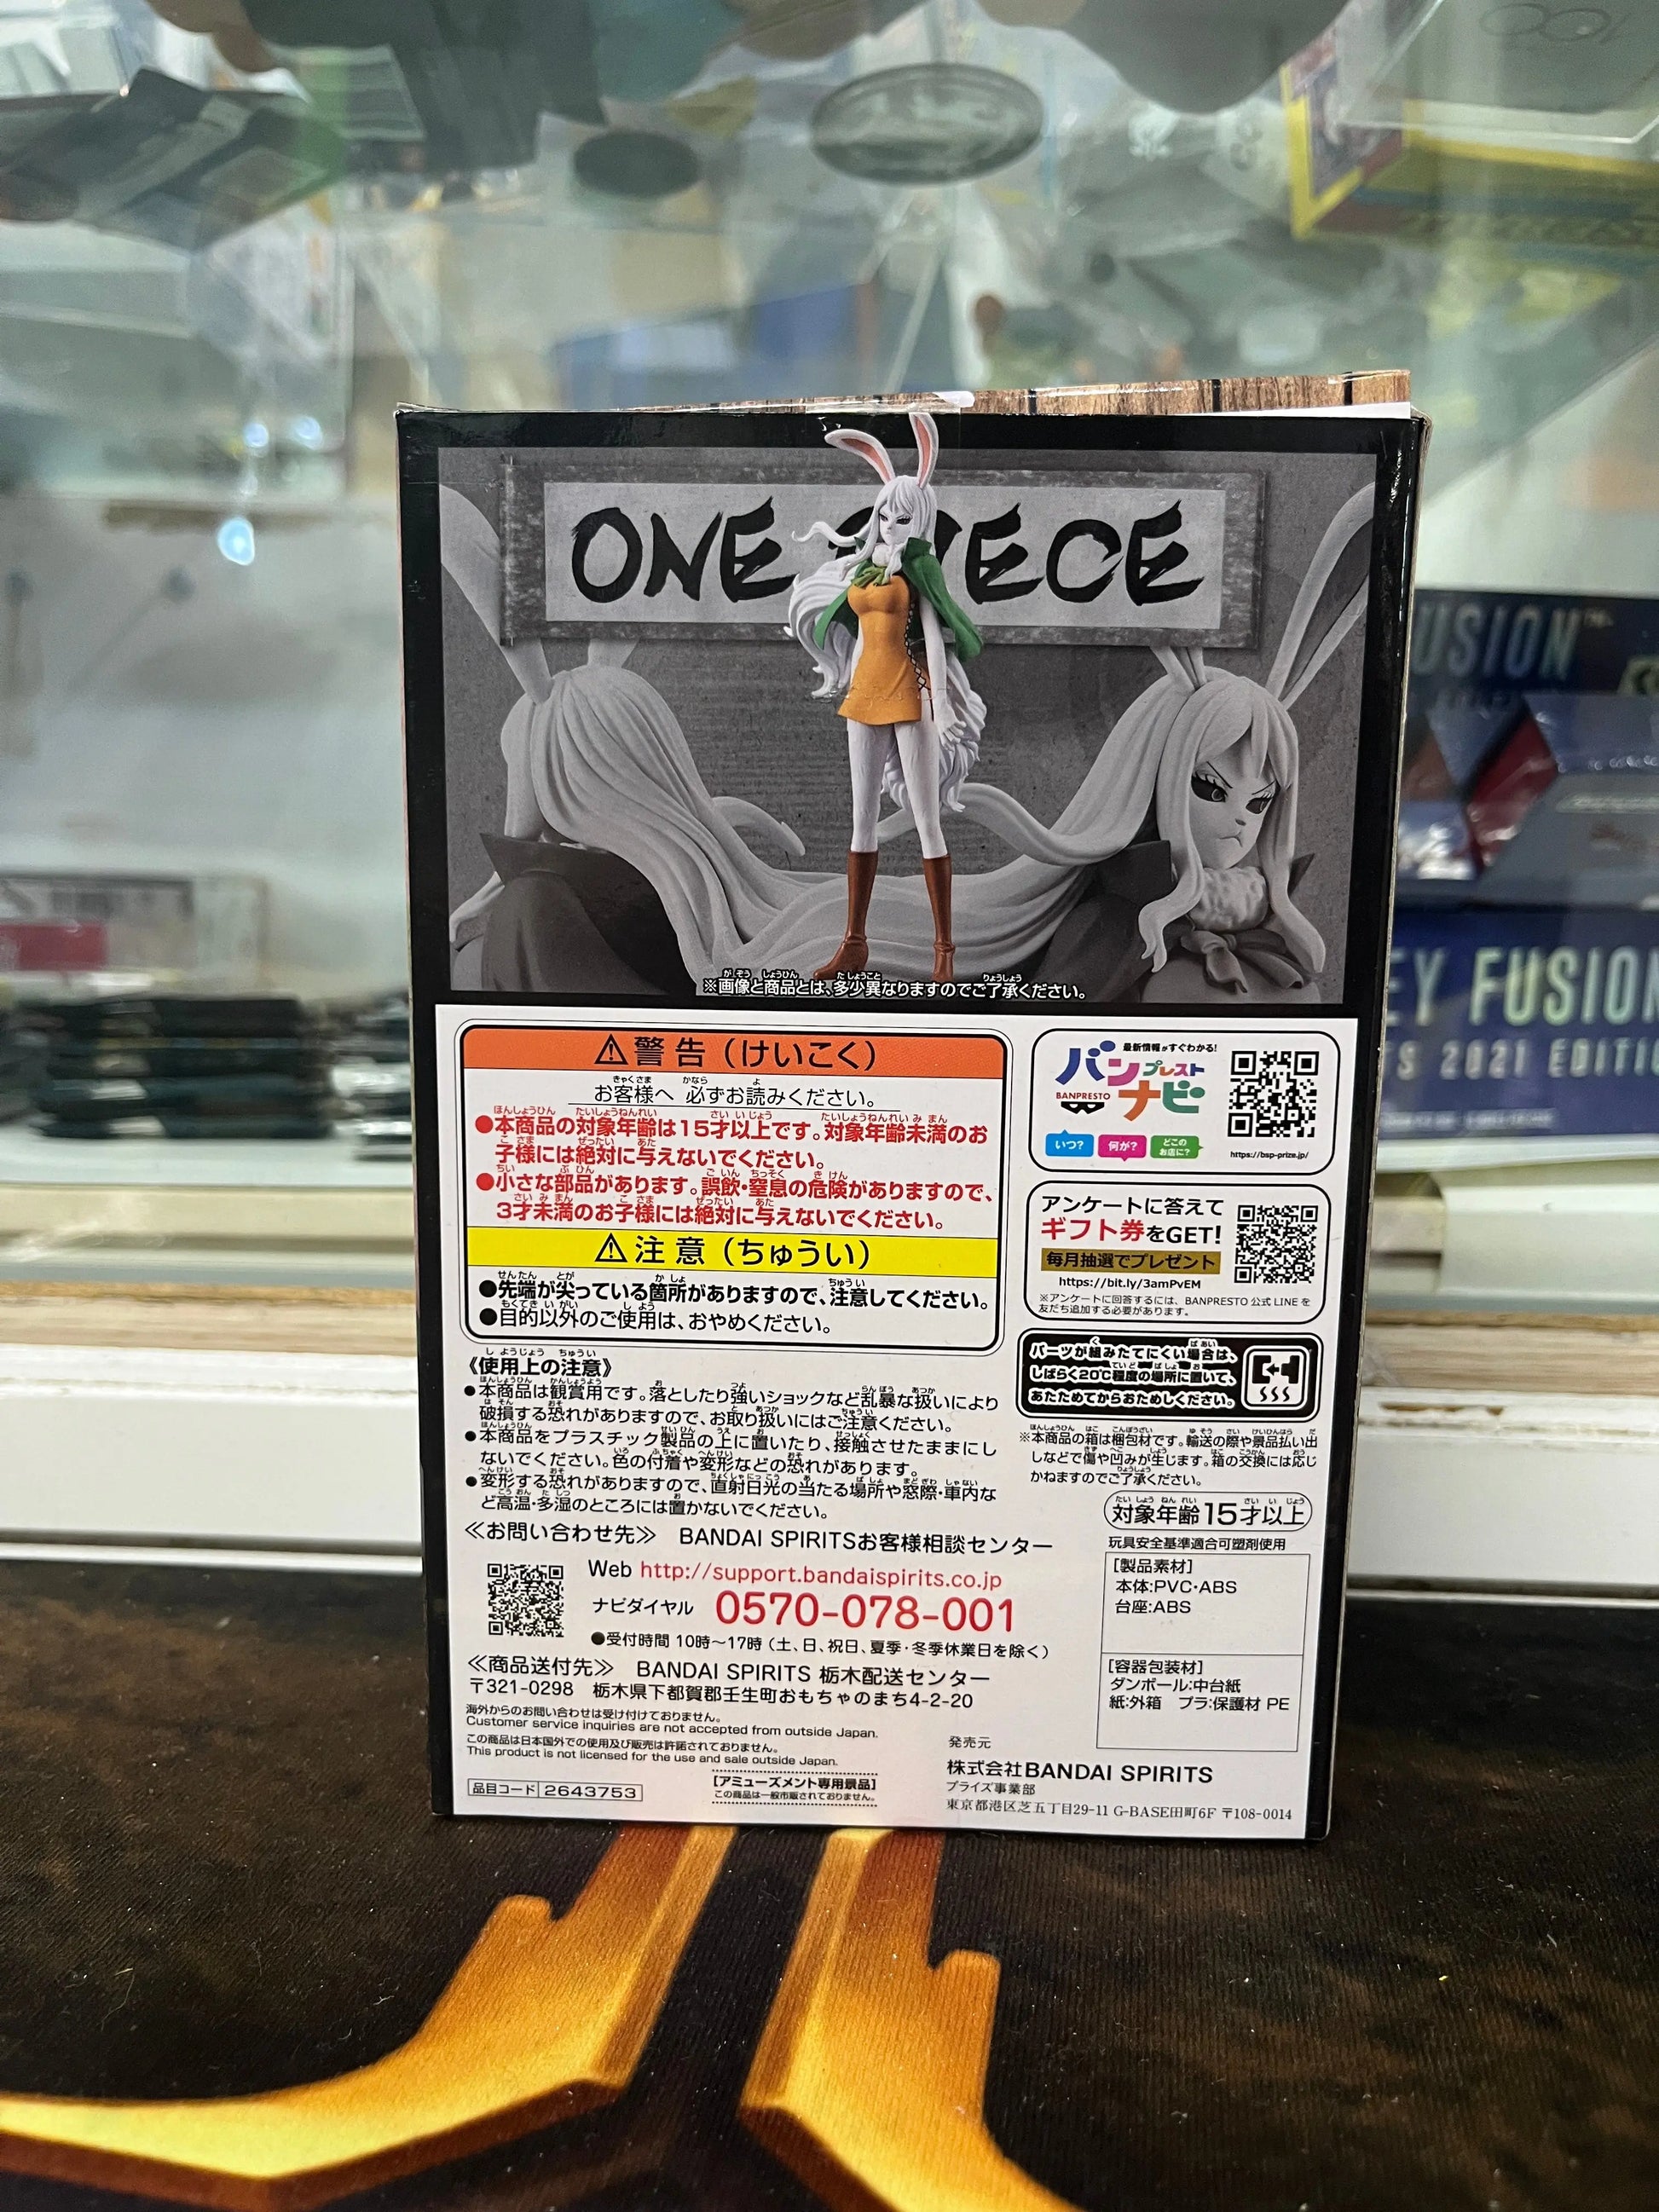 ONE PIECE
※画像と商品とは、多少異なりますのでご了承ください。
⚠警告（けいこく）
お客様へ 必ずお読みください。
●本商品の対象年齢は15才以上です。対象年齢未満のお
子様には絶対に与えないでください。
●小さな部品があります。誤飲・窒息の危険がありますので、
3才未満のお子様には絶対に与えないでください。
⚠注意（ちゅうい）
●先端が尖っている箇所がありますので、注意してください。
●目的以外のご使用は、おやめください。
《使用上の注意》
●本商品は観賞用です。落としたり強いショックなど乱暴な扱いにより
破損する恐れがありますので、お取り扱いにはご注意ください。
●本商品をプラスチック製品の上に置いたり、接触させたままにし
ないでください。色の付着や変形などの恐れがあります。
●変形する恐れがありますので、直射日光の当たる場所や窓際・車内な
ど高温・多湿のところには置かないでください。
≪お問い合わせ先≫ BANDAI SPIRITSお客様相談センター
Web http://support.bandaispirits.co.jp
ナビダイヤル 0570-078-001
●受付時間 10時～17時（土、日、祝日、夏季・冬季休業日を除く）
≪商品送付先≫ BANDAI SPIRITS 栃木配送センター
〒321-0298 栃木県下都賀郡壬生町おもちゃのまち4-2-20
海外からのお問い合わせは受け付けておりません。
Customer service inquiries are not accepted from outside Japan.
この商品は日本国外での使用及び販売は許諾されておりません。
This product is not licensed for the use and sale outside Japan.
品目コード 2643753
[アミューズメント専用景品]
この商品は一般市販されておりません。
最新情報がすぐわかる!
バンプレストナビ
BANPRESTO
いつ?
何が?
どこの
お店に?
https://bsp-prize.jp/
アンケートに答えて
ギフト券をGET!
毎月抽選でプレゼント
https://bit.ly/3amPvEM
※アンケートに回答するには、BANPRESTO 公式 LINE を
友だち追加する必要があります。
パーツが組みたてにくい場合は、
しばらく20℃程度の場所に置いて、
あたためてからおためしください。
※本商品の箱は梱包材です。輸送の際や景品払い出
しなどで傷や凹みが生じます。箱の交換には応じ
かねますのでご了承ください。
対象年齢15才以上
玩具安全基準適合可塑剤使用
[製品素材]
本体:PVC・ABS
台座:ABS
[容器包装材]
ダンボール:中台紙
紙:外箱 プラ:保護材 PE
発売元
株式会社BANDAI SPIRITS
プライズ事業部
東京都港区芝五丁目29-11 G-BASE田町6F 〒108-0014
USION
EY FUSION
TS 2021 EDITIO